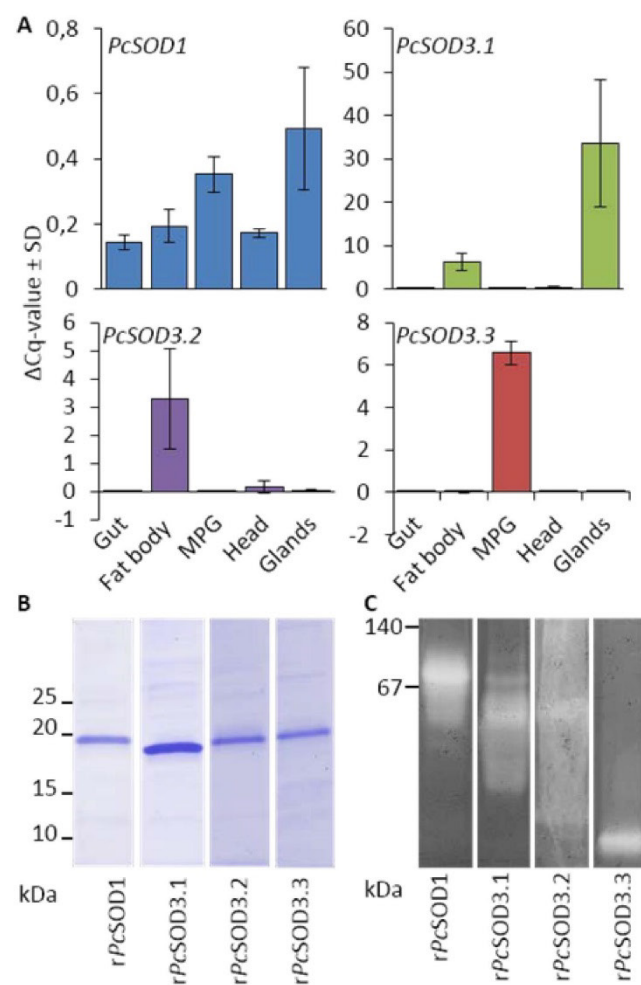 A
PcSOD1
PcSOD3.1
0,8
0,6
0,4
0,2
0
60
50
40
30
20
10
0
ΔCq-value ± SD
PcSOD3.2
PcSOD3.3
6
5
4
3
2
1
0
-1
8
6
4
2
0
-2
Gut
Fat body
MPG
Head
Glands
Gut
Fat body
MPG
Head
Glands
B
25
20
15
10
kDa
rPcSOD1
rPcSOD3.1
rPcSOD3.2
rPcSOD3.3
C
140
67
kDa
rPcSOD1
rPcSOD3.1
rPcSOD3.2
rPcSOD3.3